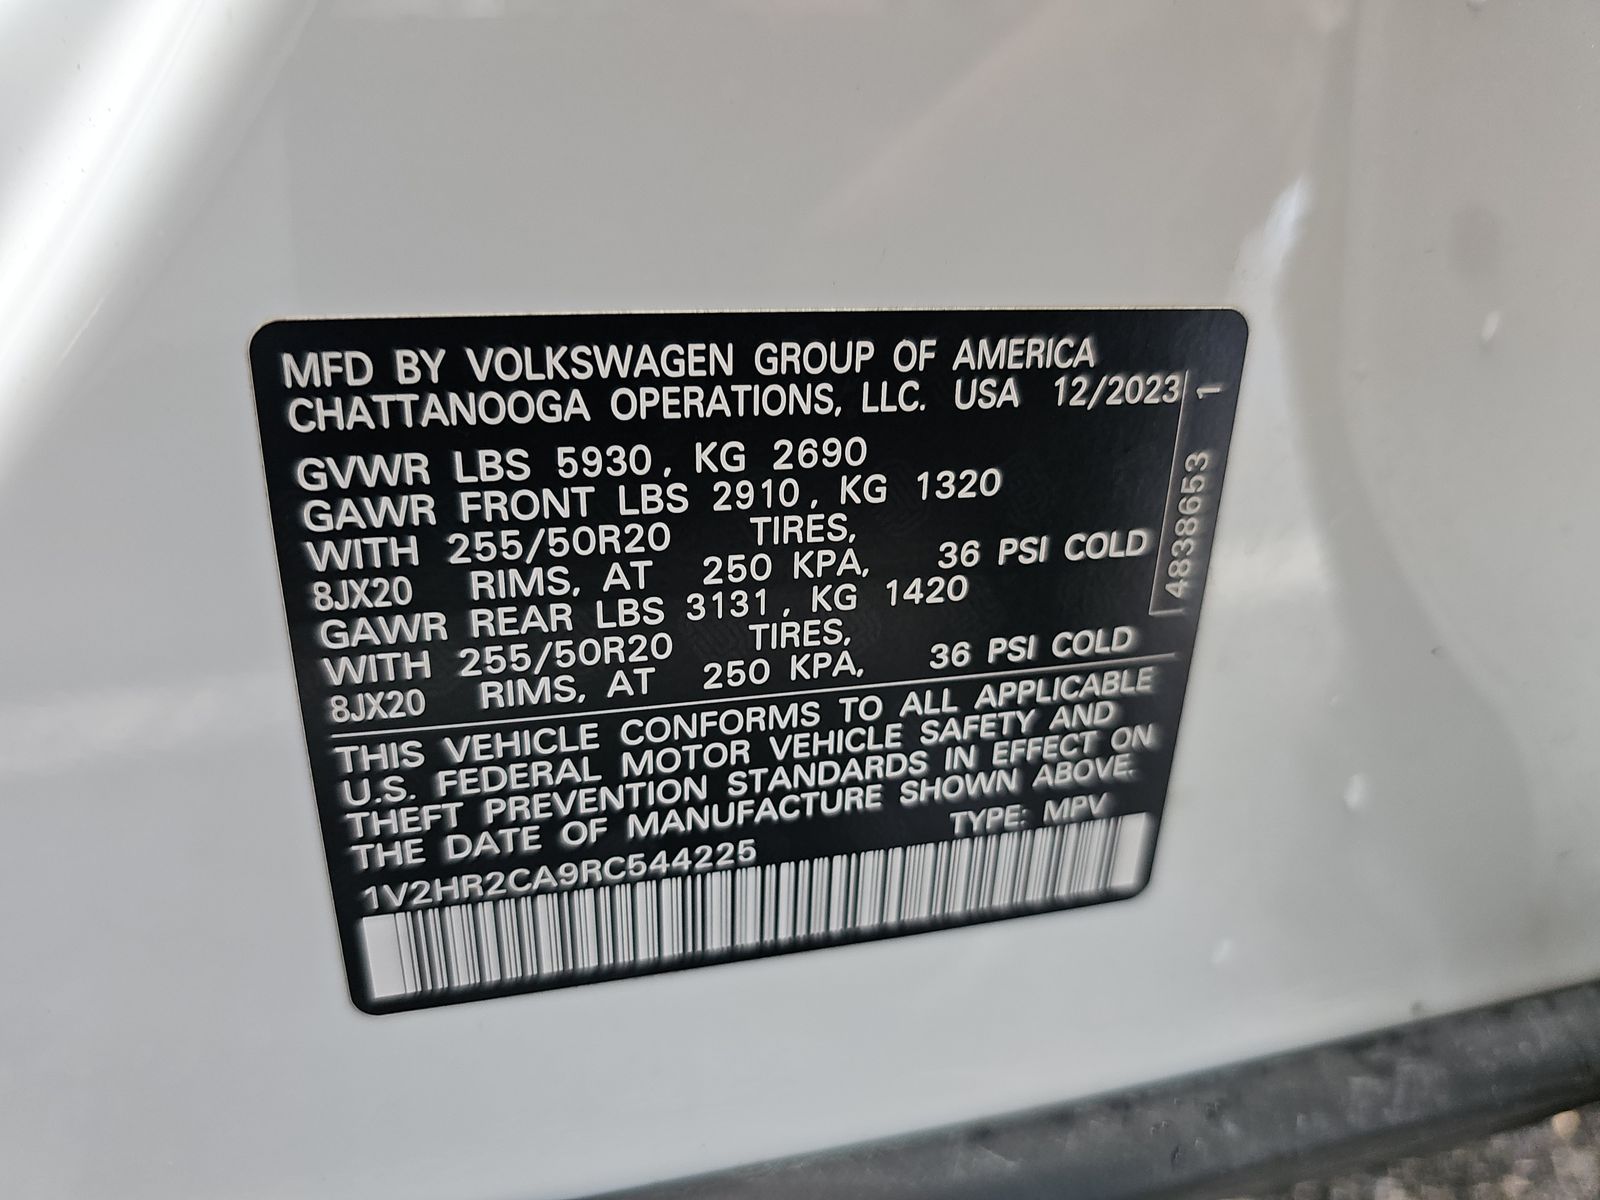 MFD BY VOLKSWAGEN GROUP OF AMERICA
CHATTANOOGA OPERATIONS, LLC. USA 12/2023
GVWR LBS 5930, KG 2690
GAWR FRONT LBS 2910, KG 1320
WITH 255/50R20 TIRES,
8JX20 RIMS, AT 250 KPA, 36 PSI COLD
GAWR REAR LBS 3131, KG 1420
WITH 255/50R20 TIRES,
8JX20 RIMS, AT 250 KPA, 36 PSI COLD
THIS VEHICLE CONFORMS TO ALL APPLICABLE
U.S. FEDERAL MOTOR VEHICLE SAFETY AND
THEFT PREVENTION STANDARDS IN EFFECT ON
THE DATE OF MANUFACTURE SHOWN ABOVE.
TYPE: MPV
1V2HR2CA9RC544225
4838653 1